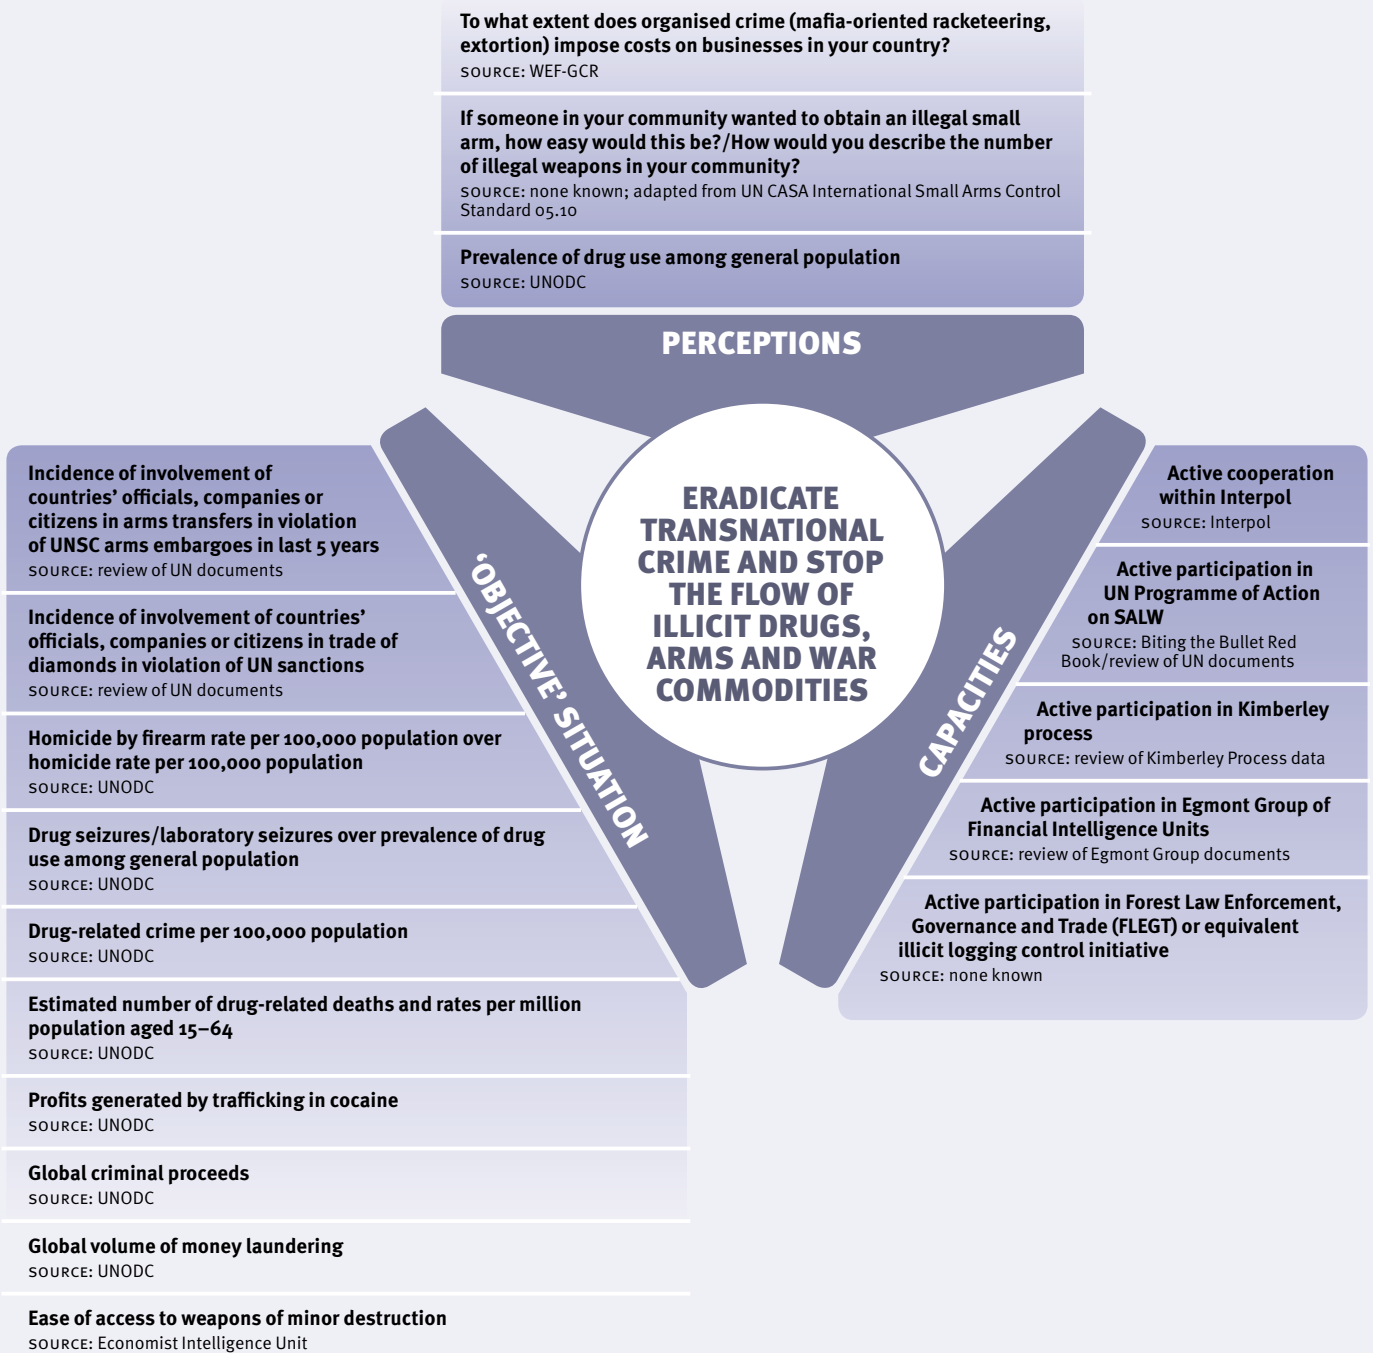 To what extent does organised crime (mafia-oriented racketeering,
extortion) impose costs on businesses in your country?
SOURCE: WEF-GCR
If someone in your community wanted to obtain an illegal small
arm, how easy would this be?/How would you describe the number
of illegal weapons in your community?
SOURCE: none known; adapted from UN CASA International Small Arms Control
Standard 05.10
Prevalence of drug use among general population
SOURCE: UNODC
PERCEPTIONS
ERADICATE
TRANSNATIONAL
CRIME AND STOP
THE FLOW OF
ILLICIT DRUGS,
ARMS AND WAR
COMMODITIES
‘OBJECTIVE’ SITUATION
Incidence of involvement of
countries’ officials, companies or
citizens in arms transfers in violation
of UNSC arms embargoes in last 5 years
SOURCE: review of UN documents
Incidence of involvement of countries’
officials, companies or citizens in trade of
diamonds in violation of UN sanctions
SOURCE: review of UN documents
Homicide by firearm rate per 100,000 population over
homicide rate per 100,000 population
SOURCE: UNODC
Drug seizures/laboratory seizures over prevalence of drug
use among general population
SOURCE: UNODC
Drug-related crime per 100,000 population
SOURCE: UNODC
Estimated number of drug-related deaths and rates per million
population aged 15–64
SOURCE: UNODC
Profits generated by trafficking in cocaine
SOURCE: UNODC
Global criminal proceeds
SOURCE: UNODC
Global volume of money laundering
SOURCE: UNODC
Ease of access to weapons of minor destruction
SOURCE: Economist Intelligence Unit
CAPACITIES
Active cooperation
within Interpol
SOURCE: Interpol
Active participation in
UN Programme of Action
on SALW
SOURCE: Biting the Bullet Red
Book/review of UN documents
Active participation in Kimberley
process
SOURCE: review of Kimberley Process data
Active participation in Egmont Group of
Financial Intelligence Units
SOURCE: review of Egmont Group documents
Active participation in Forest Law Enforcement,
Governance and Trade (FLEGT) or equivalent
illicit logging control initiative
SOURCE: none known